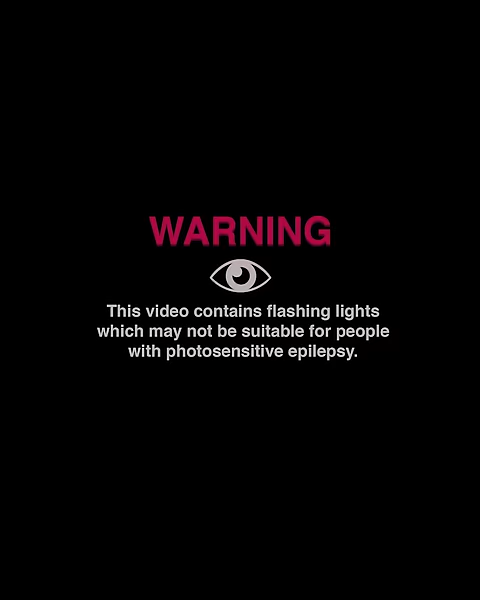 WARNING
This video contains flashing lights
which may not be suitable for people
with photosensitive epilepsy.